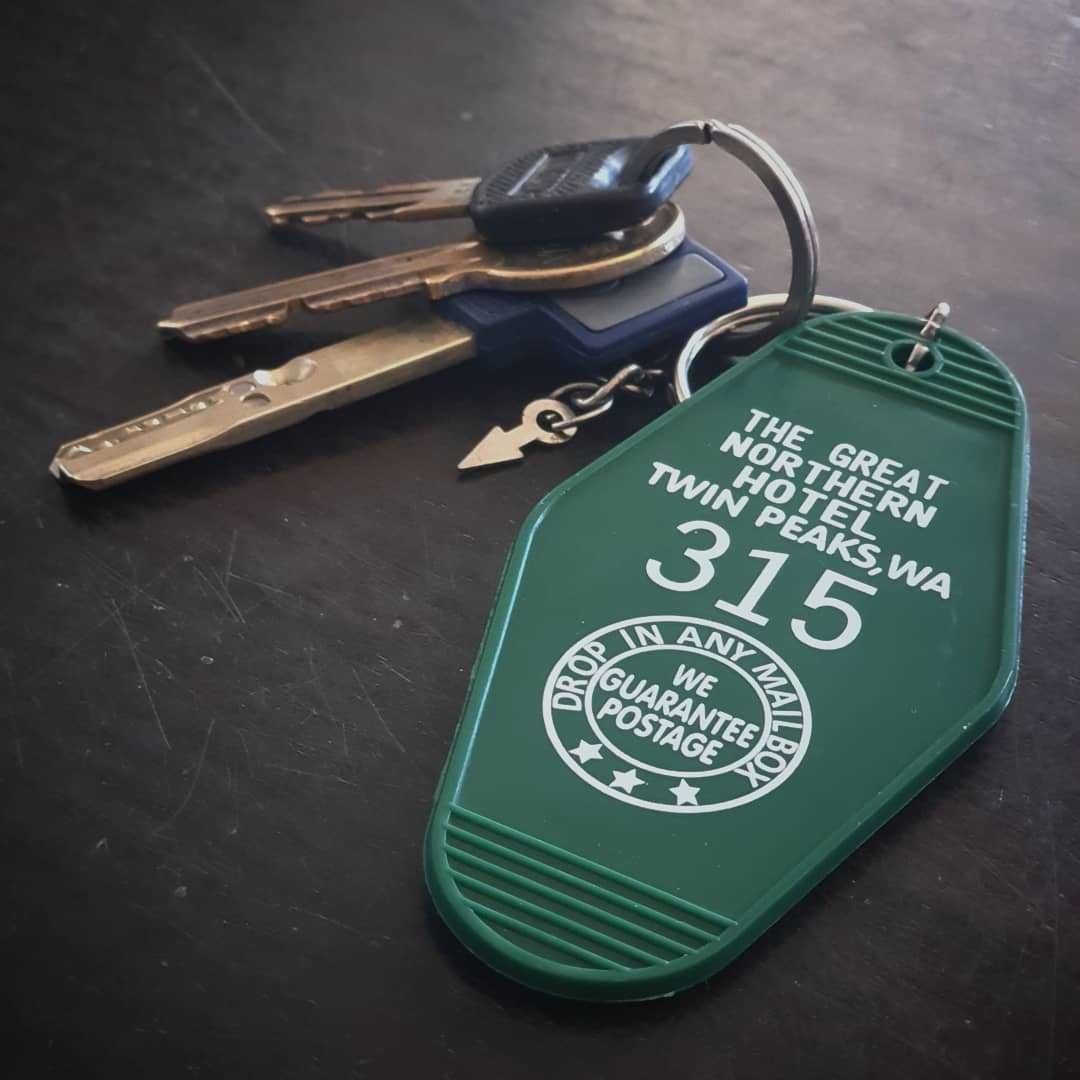 THE GREAT
NORTHERN
HOTEL
TWIN PEAKS, WA
315
DROP IN ANY MAILBOX
WE
GUARANTEE
POSTAGE